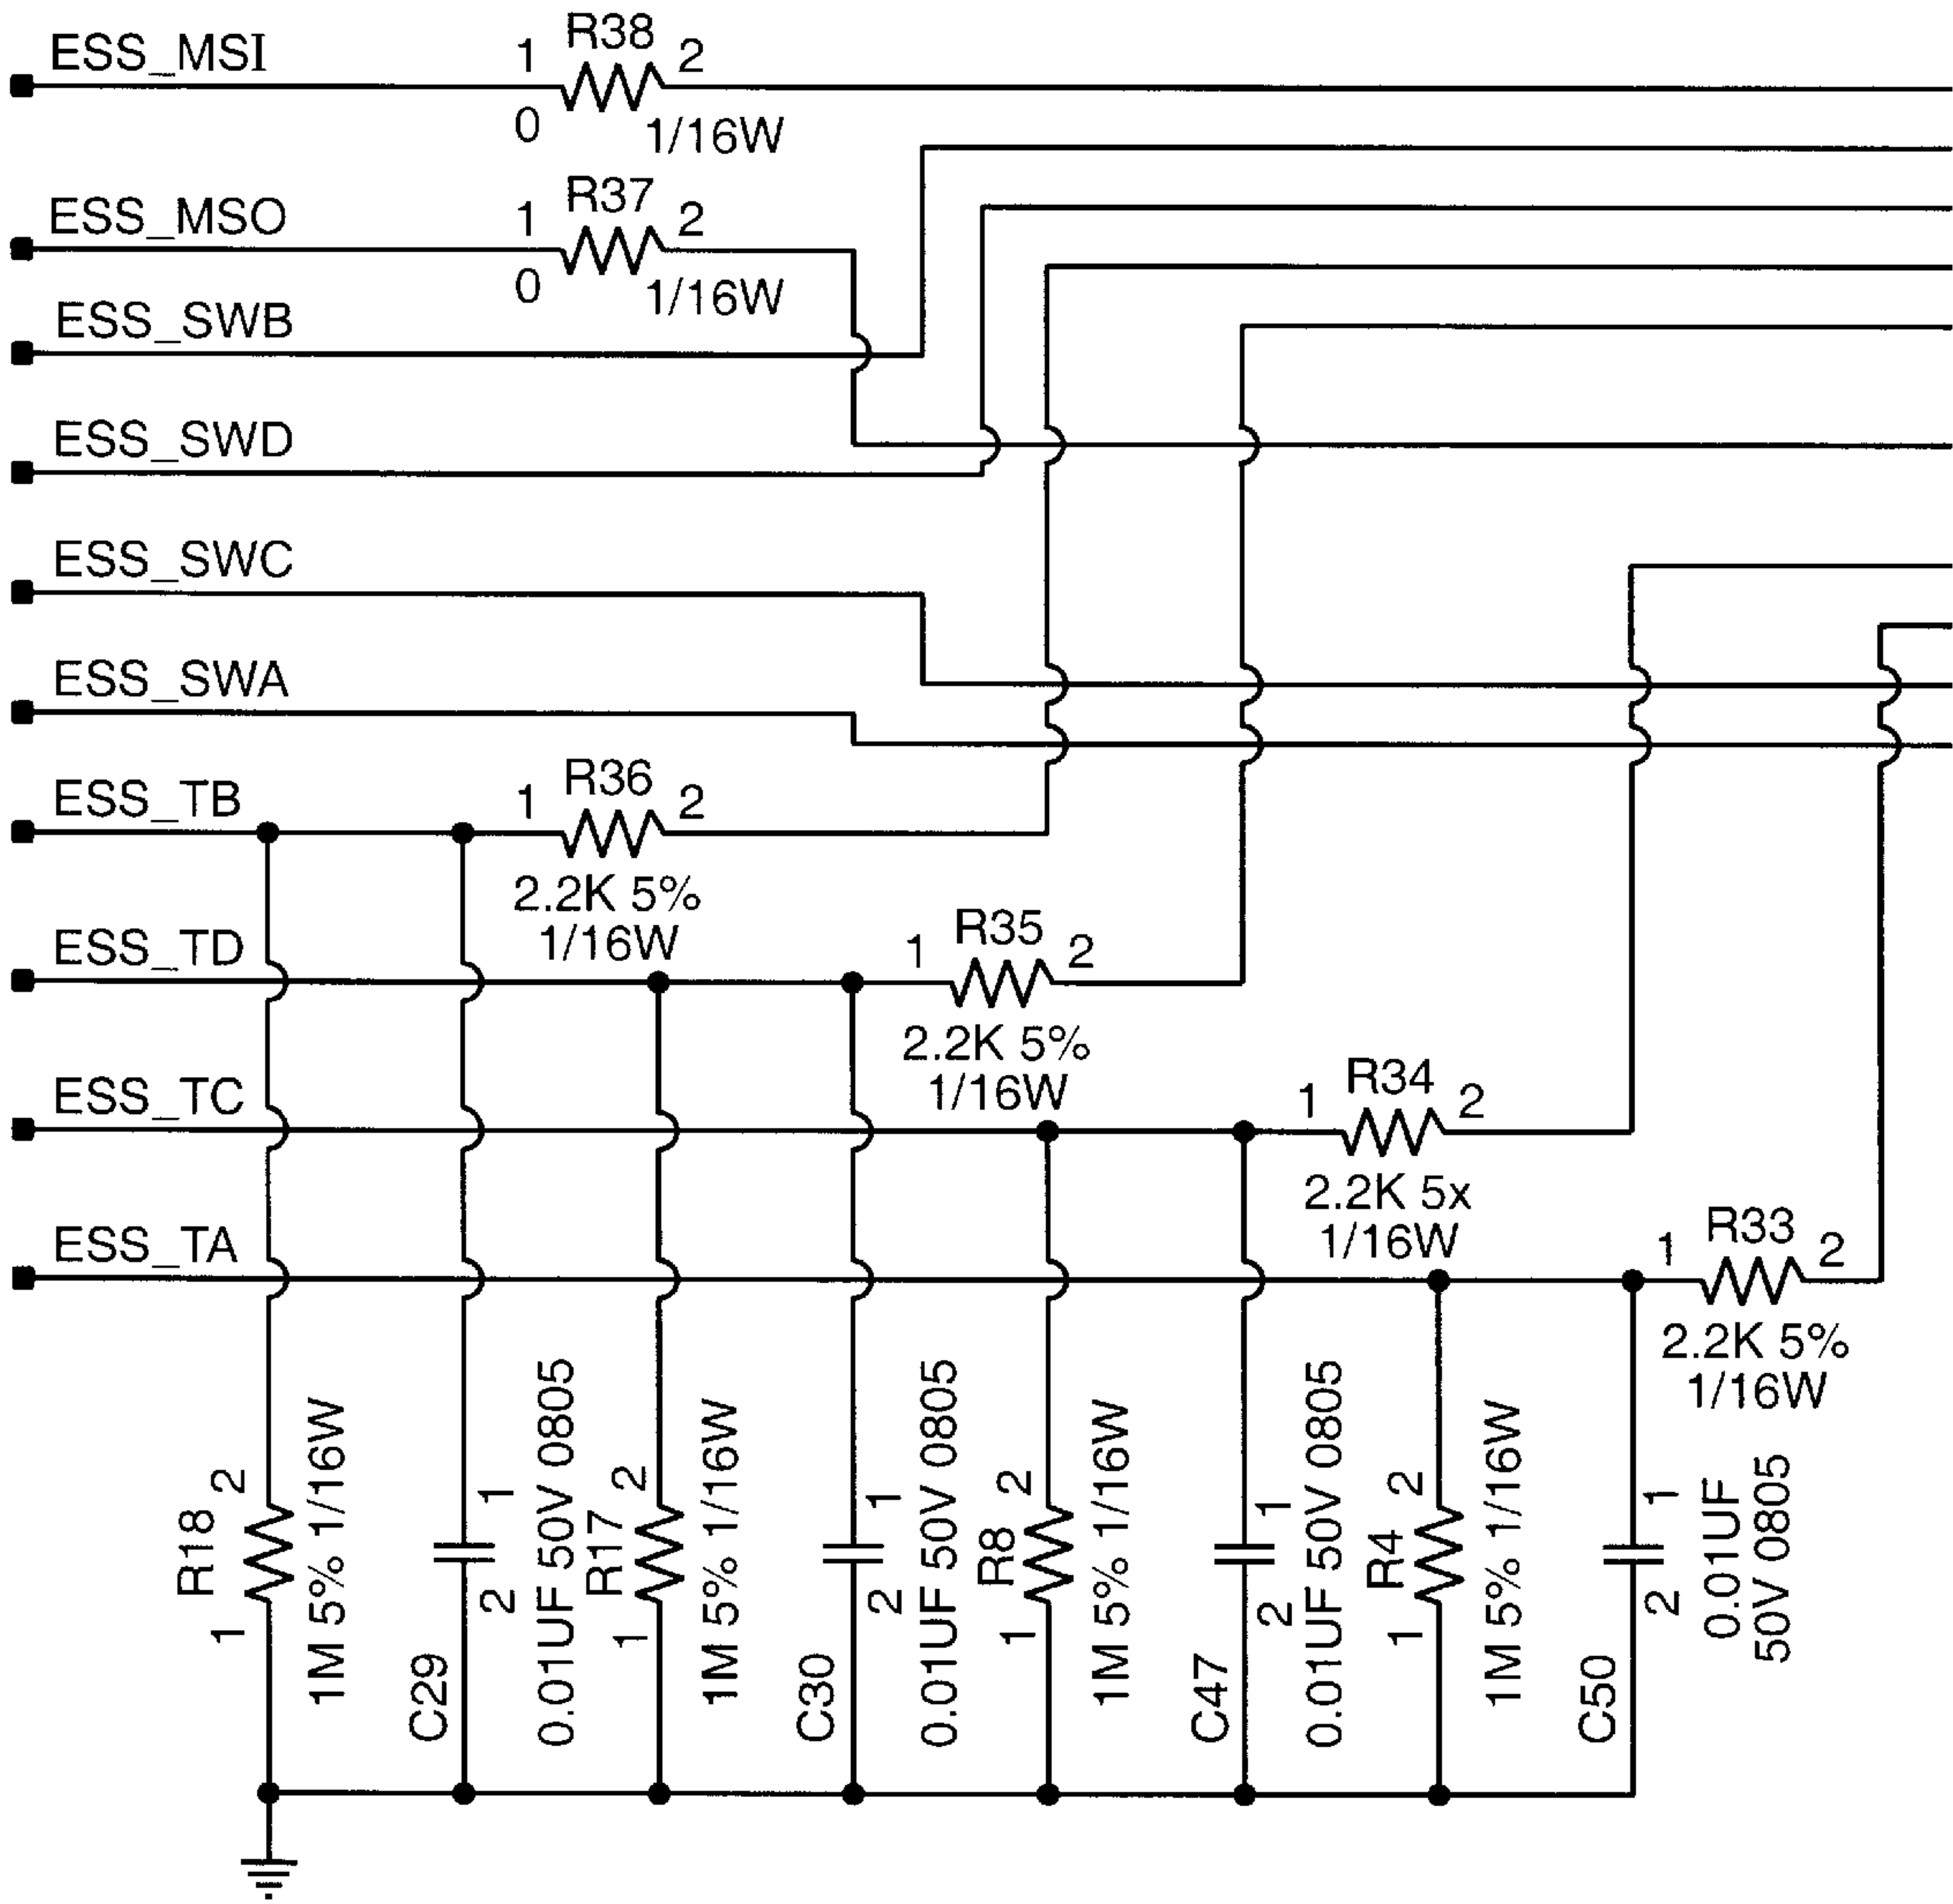 ESS_MSI
1
R38
2
0
1/16W
ESS_MSO
1
R37
2
0
1/16W
ESS_SWB
ESS_SWD
ESS_SWC
ESS_SWA
ESS_TB
1
R36
2
2.2K 5%
1/16W
ESS_TD
1
R35
2
2.2K 5%
1/16W
ESS_TC
1
R34
2
2.2K 5x
1/16W
ESS_TA
1
R33
2
2.2K 5%
1/16W
R18
2
1
1M 5% 1/16W
C29
1
2
0.01UF 50V 0805
R17
2
1
1M 5% 1/16W
C30
1
2
0.01UF 50V 0805
R8
2
1
1M 5% 1/16W
C47
1
2
0.01UF 50V 0805
R4
2
1
1M 5% 1/16W
C50
1
2
0.01UF
50V 0805